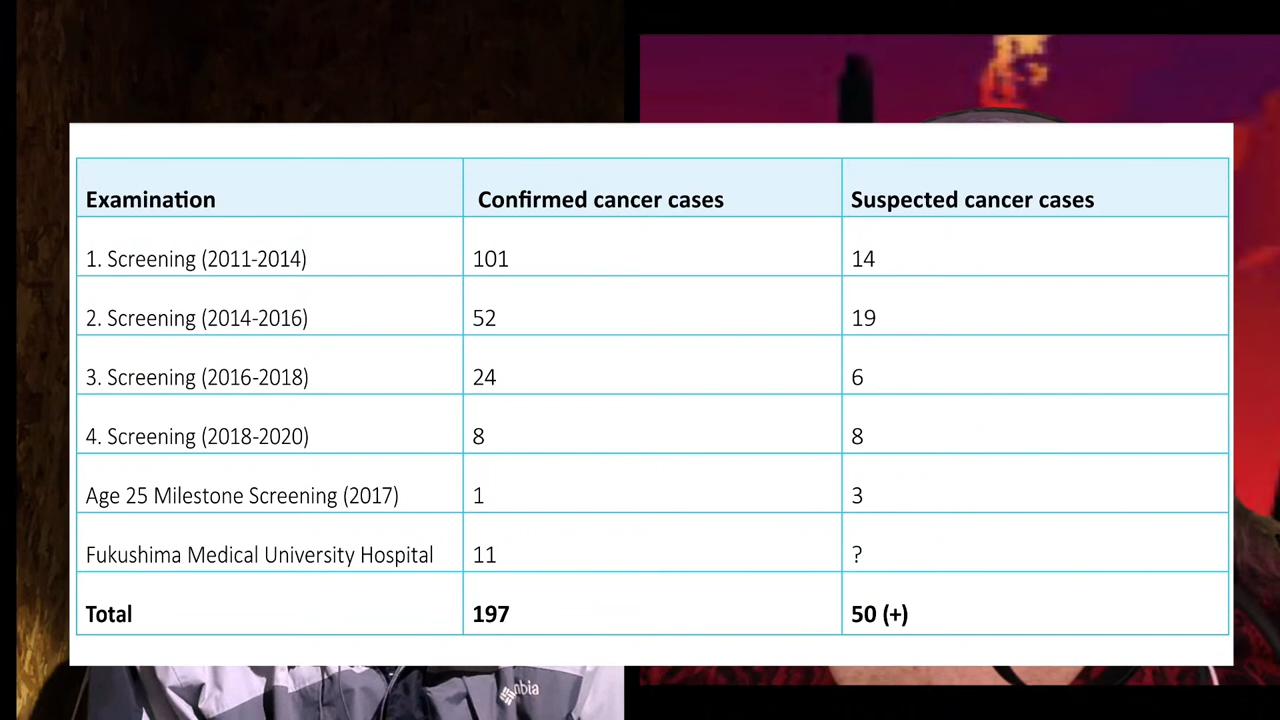 Examination Confirmed cancer cases Suspected cancer cases
1. Screening (2011-2014) 101 14
2. Screening (2014-2016) 52 19
3. Screening (2016-2018) 24 6
4. Screening (2018-2020) 8 8
Age 25 Milestone Screening (2017) 1 3
Fukushima Medical University Hospital 11 ?
Total 197 50 (+)